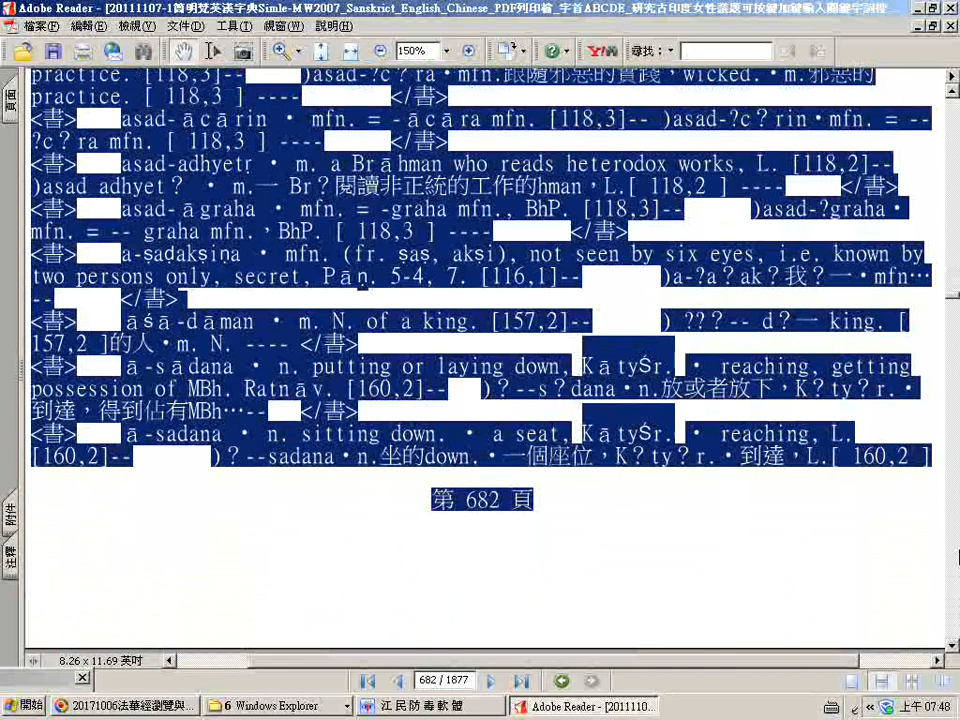 Adobe Reader - [20111107-1簡明梵英漢字典Simle-MW2007_Sanskrict_English_Chinese_PDF列印檔_字首ABCDE_研究古印度女性議題可按鍵加鍵輸入關鍵字詞搜
檔案(F) 編輯(E) 檢視(V) 文件(D) 工具(T) 視窗(W) 說明(H)
150% Y! 尋找:
頁面
practice. [118,3]-- )asad-?c？ra・mfn.跟隨邪惡的實踐，wicked.・m.邪惡的
practice. [ 118,3 ] ---- </書>
<書> asad-ācārin ・ mfn. = -ācāra mfn. [118,3]-- )asad-?c？rin・mfn. = --
?c？ra mfn. [ 118,3 ] ---- </書>
<書> asad-adhyetṛ ・ m. a Brāhman who reads heterodox works, L. [118,2]--
)asad adhyet？ ・ m.一 Br？閱讀非正統的工作的hman，L.[ 118,2 ] ---- </書>
<書> asad-āgraha ・ mfn. = -graha mfn., BhP. [118,3]-- )asad-?graha・
mfn. = -- graha mfn.，BhP. [ 118,3 ] ---- </書>
<書> a-ṣaḍakṣiṇa ・ mfn. (fr. ṣaṣ, akṣi), not seen by six eyes, i.e. known by
two persons only, secret, Pāṇ. 5-4, 7. [116,1]-- )a-?a？ak？我？一・mfn…
-- </書>
<書> āśā-dāman ・ m. N. of a king. [157,2]-- ) ???－ d？一 king. [
157,2 ]的人・m. N. ---- </書>
<書> ā-sādana ・ n. putting or laying down, KātyŚr. ・ reaching, getting
possession of MBh. Ratnāv. [160,2]-- )？--s？dana・n.放或者放下，K？ty？r.・
到達，得到佔有MBh…-- </書>
<書> ā-sadana ・ n. sitting down. ・ a seat, KātyŚr. ・ reaching, L.
[160,2]-- )？--sadana・n.坐的down.・一個座位，K？ty？r.・到達，L.[ 160,2 ]
附件
第 682 頁
注釋
8.26 x 11.69 英吋
682 / 1877
開始 20171006法華經瀏覽與... 6 Windows Explorer 江民防毒軟體 Adobe Reader - [2011110... 上午 07:48